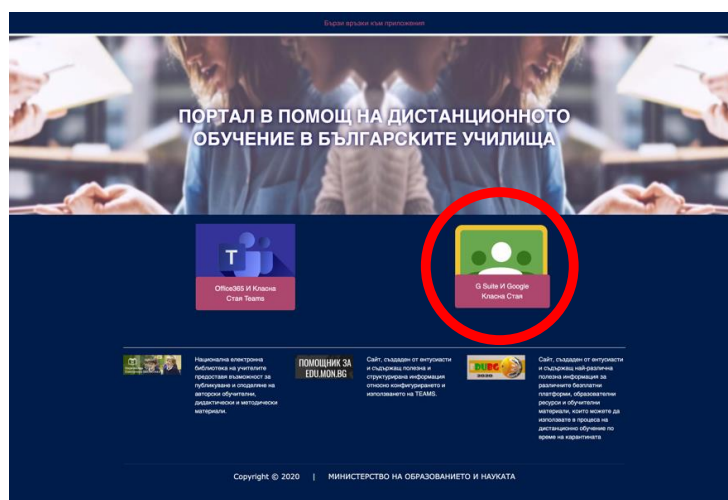 Бързи връзки към приложения
ПОРТАЛ В ПОМОЩ НА ДИСТАНЦИОННОТО
ОБУЧЕНИЕ В БЪЛГАРСКИТЕ УЧИЛИЩА
T
Office365 И Класна
Стая Teams
G Suite И Google
Класна Стая
Национална електронна
библиотека на учителите
предоставя възможност за
публикуване и споделяне на
авторски обучителни,
дидактически и методически
материали.
ПОМОЩНИК ЗА
EDU.MON.BG
Сайт, създаден от ентусиасти
и съдържащ полезна и
структурирана информация
относно конфигурирането и
използването на TEAMS.
DUBG
Сайт, създаден от ентусиасти
и съдържащ най-различна
полезна информация за
различните безплатни
платформи, образователни
ресурси и обучителни
материали, които можете да
използвате в процеса на
дистанционно обучение по
време на карантината
Copyright © 2020 | МИНИСТЕРСТВО НА ОБРАЗОВАНИЕТО И НАУКАТА